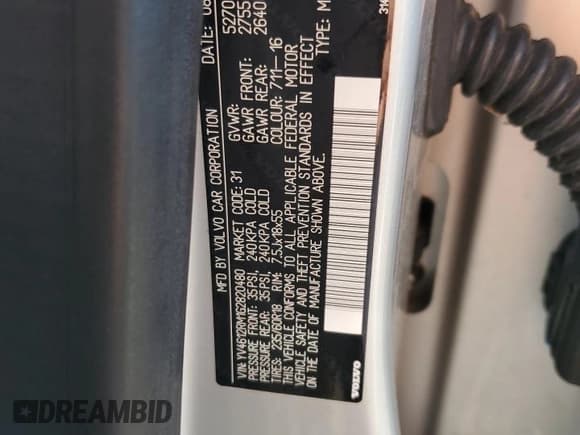 MFD. BY VOLVO CAR CORPORATION DATE:
VIN: YV4612RM1G2820480 GVWR: 5270
PRESSURE FRONT: 35PSI, 240KPA COLD MARKET CODE: 31 GAWR FRONT: 2755
PRESSURE REAR: 35PSI, 240KPA COLD GAWR REAR: 2640
TIRES: 235/60R18 RIM: 7.5Jx18x55 COLOUR: 711-16 TYPE: M
THIS VEHICLE CONFORMS TO ALL APPLICABLE FEDERAL MOTOR
VEHICLE SAFETY AND THEFT PREVENTION STANDARDS IN EFFECT
ON THE DATE OF MANUFACTURE SHOWN ABOVE.
VOLVO
DREAMBID